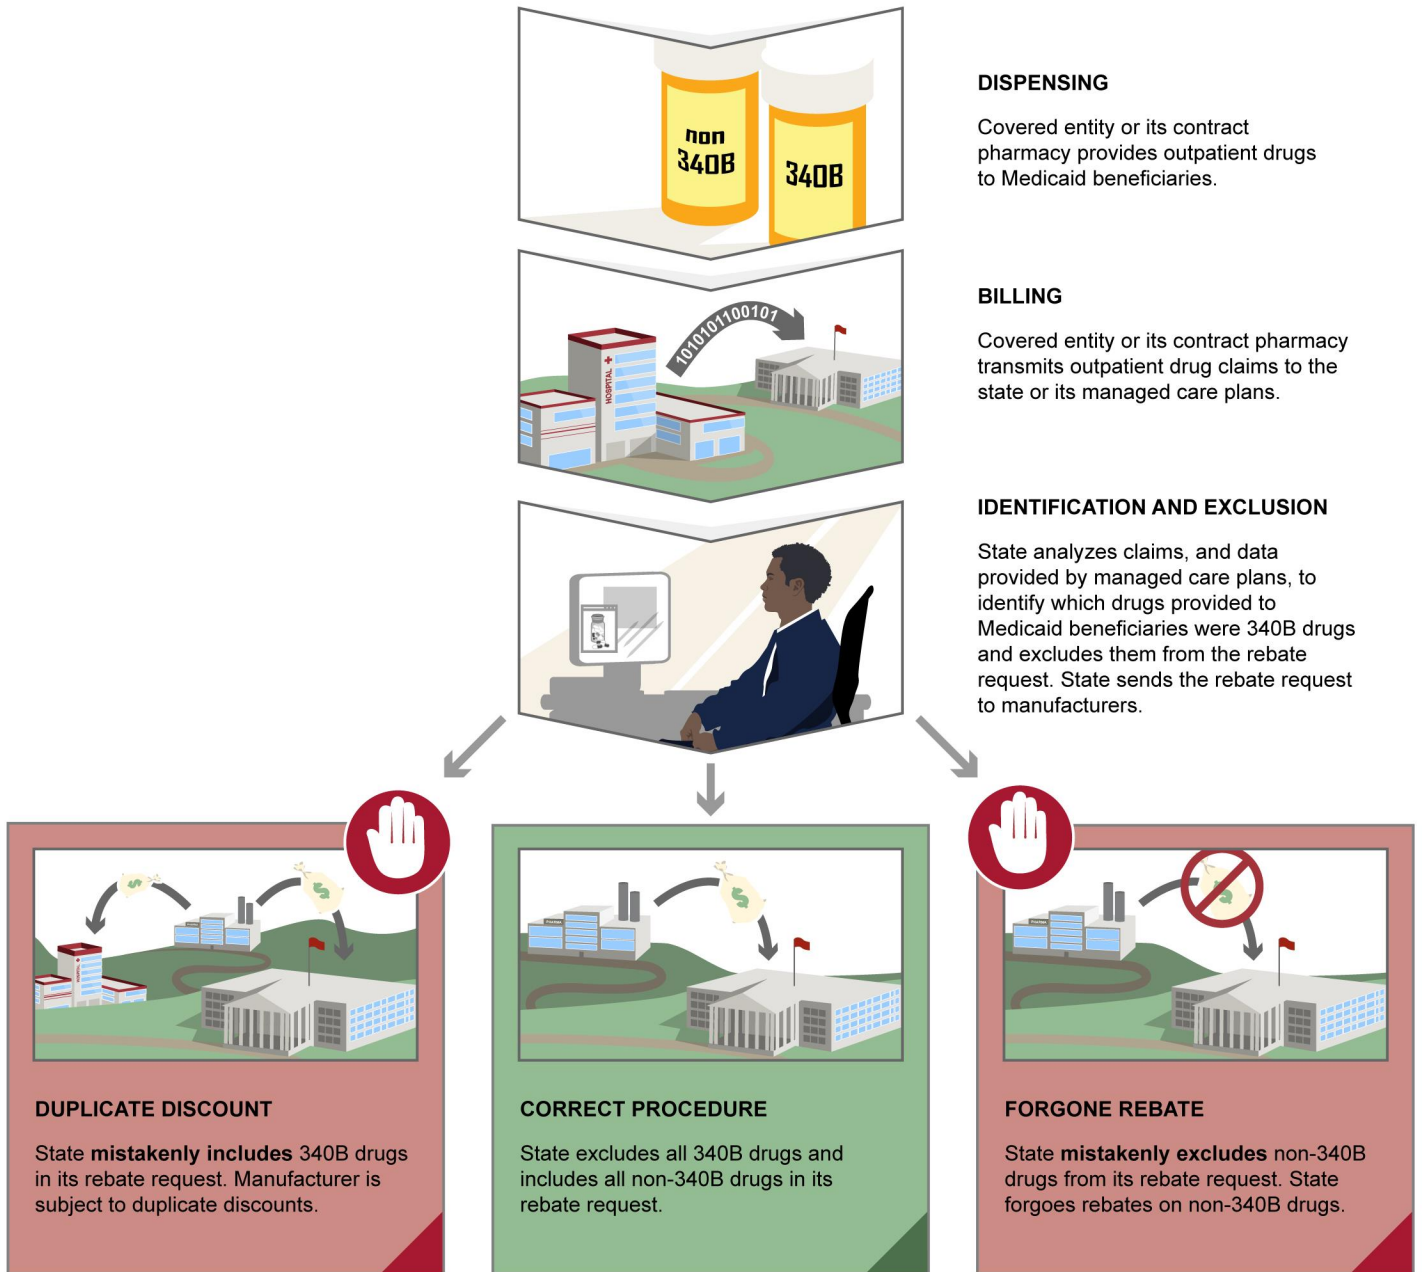 non
340B
340B
DISPENSING
Covered entity or its contract
pharmacy provides outpatient drugs
to Medicaid beneficiaries.
1010101100101
HOSPITAL
BILLING
Covered entity or its contract pharmacy
transmits outpatient drug claims to the
state or its managed care plans.
IDENTIFICATION AND EXCLUSION
State analyzes claims, and data
provided by managed care plans, to
identify which drugs provided to
Medicaid beneficiaries were 340B drugs
and excludes them from the rebate
request. State sends the rebate request
to manufacturers.
$
$
PHARMA
HOSPITAL
DUPLICATE DISCOUNT
State mistakenly includes 340B drugs
in its rebate request. Manufacturer is
subject to duplicate discounts.
$
PHARMA
CORRECT PROCEDURE
State excludes all 340B drugs and
includes all non-340B drugs in its
rebate request.
$
PHARMA
FORGONE REBATE
State mistakenly excludes non-340B
drugs from its rebate request. State
forgoes rebates on non-340B drugs.